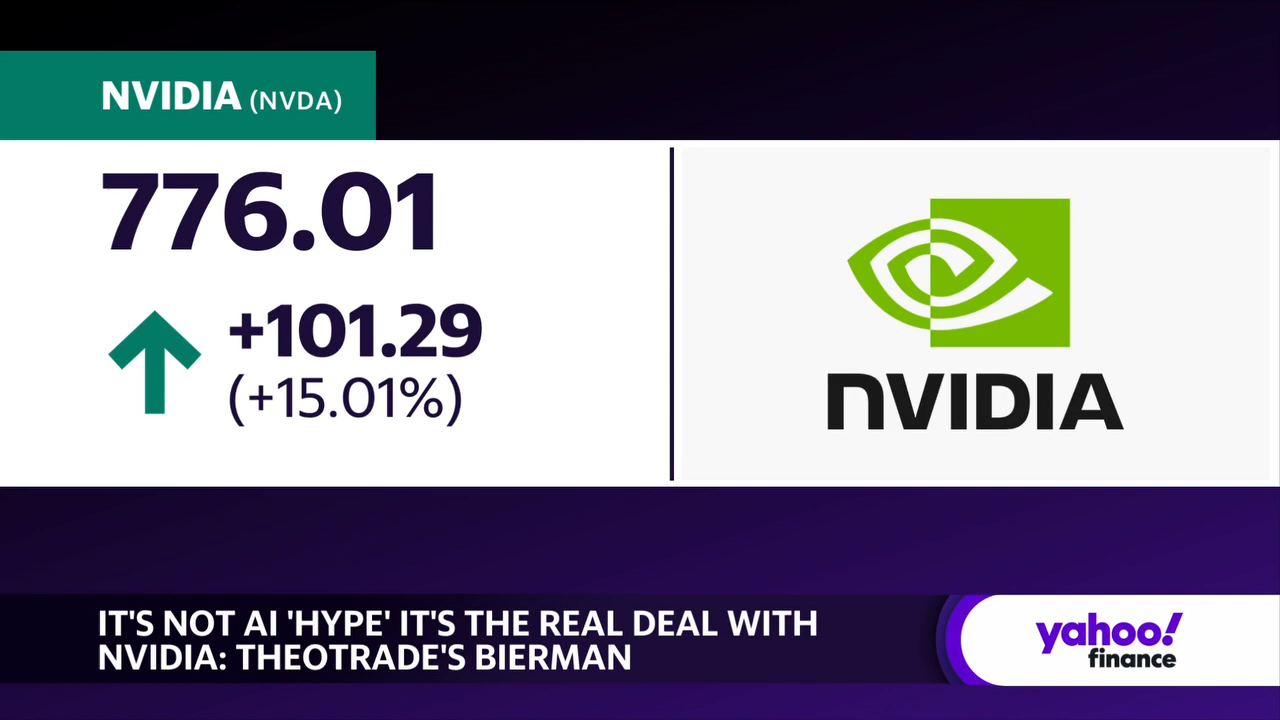 NVIDIA (NVDA)
776.01
+101.29
(+15.01%)
NVIDIA
IT'S NOT AI 'HYPE' IT'S THE REAL DEAL WITH
NVIDIA: THEOTRADE'S BIERMAN
yahoo!
finance